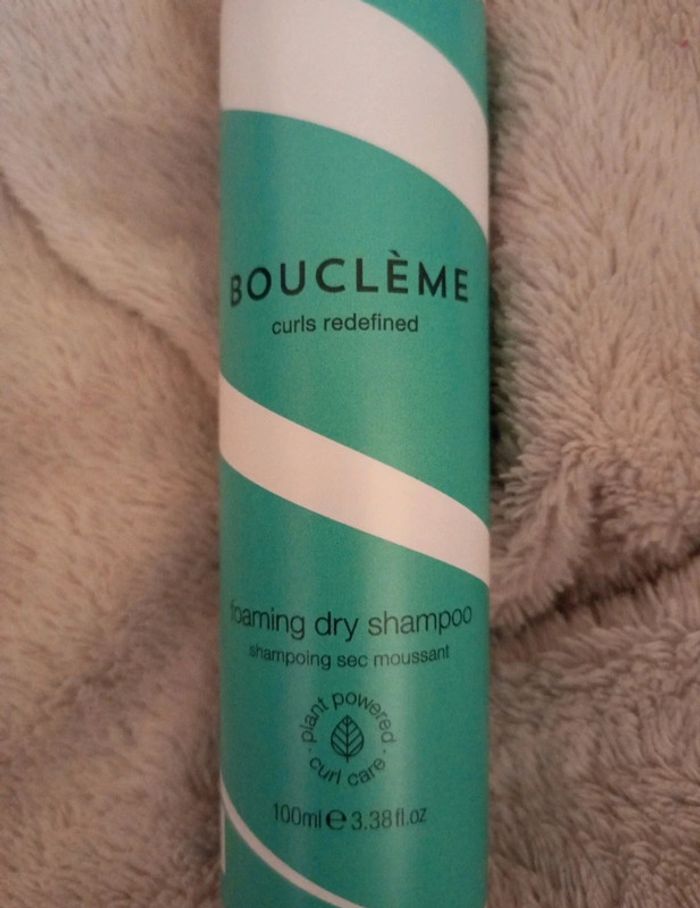 BOUCLÈME
curls redefined
foaming dry shampoo
shampoing sec moussant
· plant powered ·
curl care
100ml ℮ 3.38fl.oz